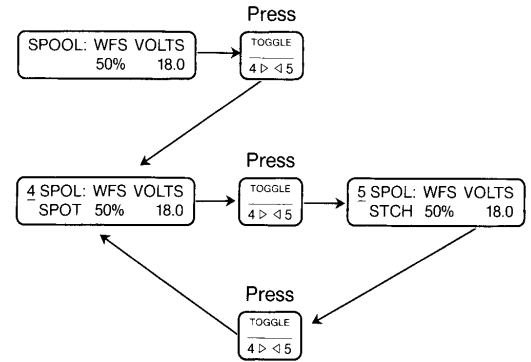 Press
SPOOL: WFS VOLTS
50% 18.0
TOGGLE
4 ▷ ◁ 5
Press
4 SPOL: WFS VOLTS
SPOT 50% 18.0
TOGGLE
4 ▷ ◁ 5
5 SPOL: WFS VOLTS
STCH 50% 18.0
Press
TOGGLE
4 ▷ ◁ 5